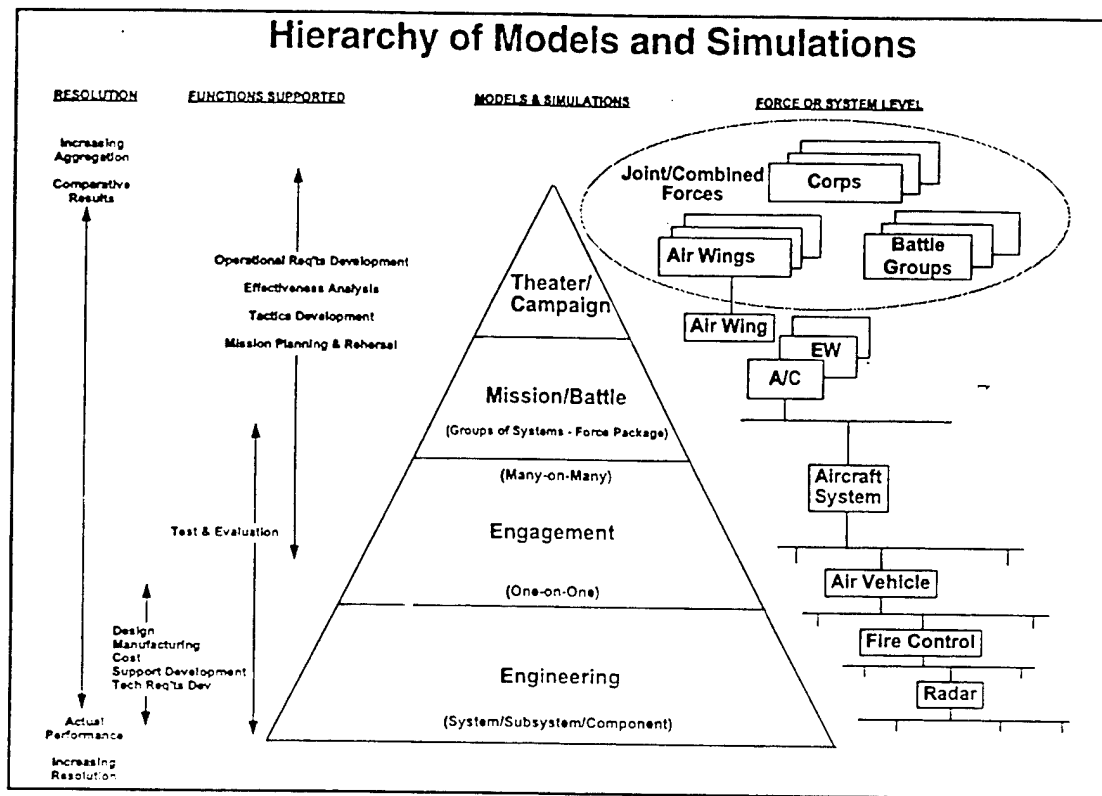 Hierarchy of Models and Simulations
RESOLUTION
FUNCTIONS SUPPORTED
MODELS & SIMULATIONS
FORCE OR SYSTEM LEVEL
Increasing
Aggregation
Comparative
Results
Actual
Performance
Increasing
Resolution
Operational Req'ts Development
Effectiveness Analysis
Tactics Development
Mission Planning & Rehersal
Test & Evaluation
Design
Manufacturing
Cost
Support Development
Tech Req'ts Dev
Theater/
Campaign
Mission/Battle
(Groups of Systems - Force Package)
(Many-on-Many)
Engagement
(One-on-One)
Engineering
(System/Subsystem/Component)
Joint/Combined
Forces
Corps
Air Wings
Battle
Groups
Air Wing
EW
A/C
Aircraft
System
Air Vehicle
Fire Control
Radar